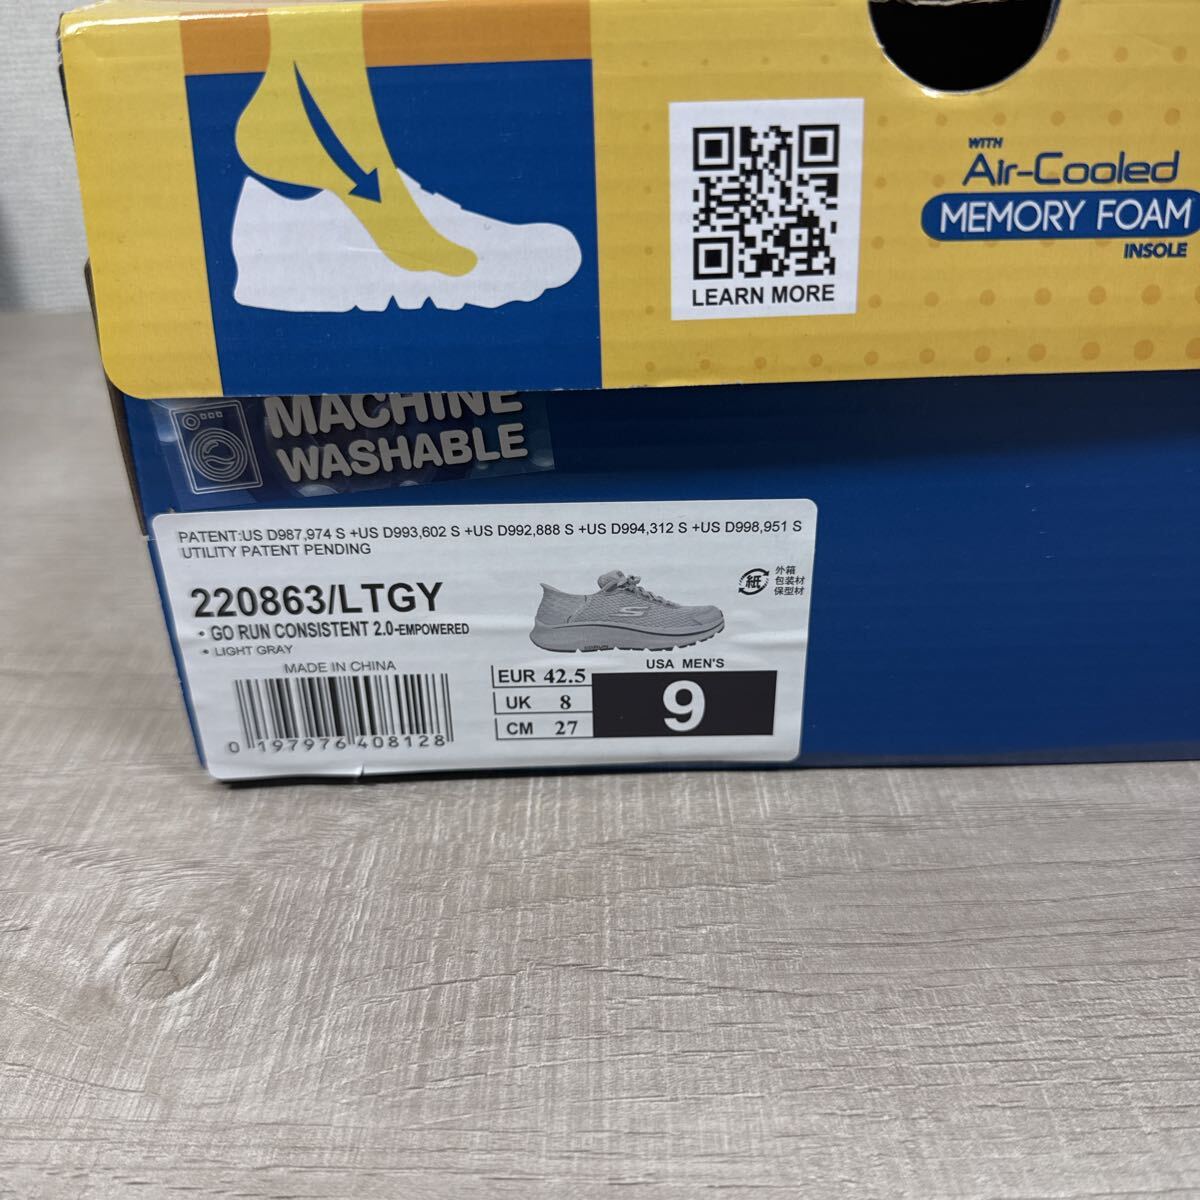 WITH
Air-Cooled
MEMORY FOAM
INSOLE
LEARN MORE
MACHINE
WASHABLE
PATENT:US D987,974 S +US D993,602 S +US D992,888 S +US D994,312 S +US D998,951 S
UTILITY PATENT PENDING
220863/LTGY
• GO RUN CONSISTENT 2.0-EMPOWERED
• LIGHT GRAY
MADE IN CHINA
0 197976 408128
紙
外箱
包装材
保型材
EUR 42.5
UK 8
CM 27
USA MEN'S
9